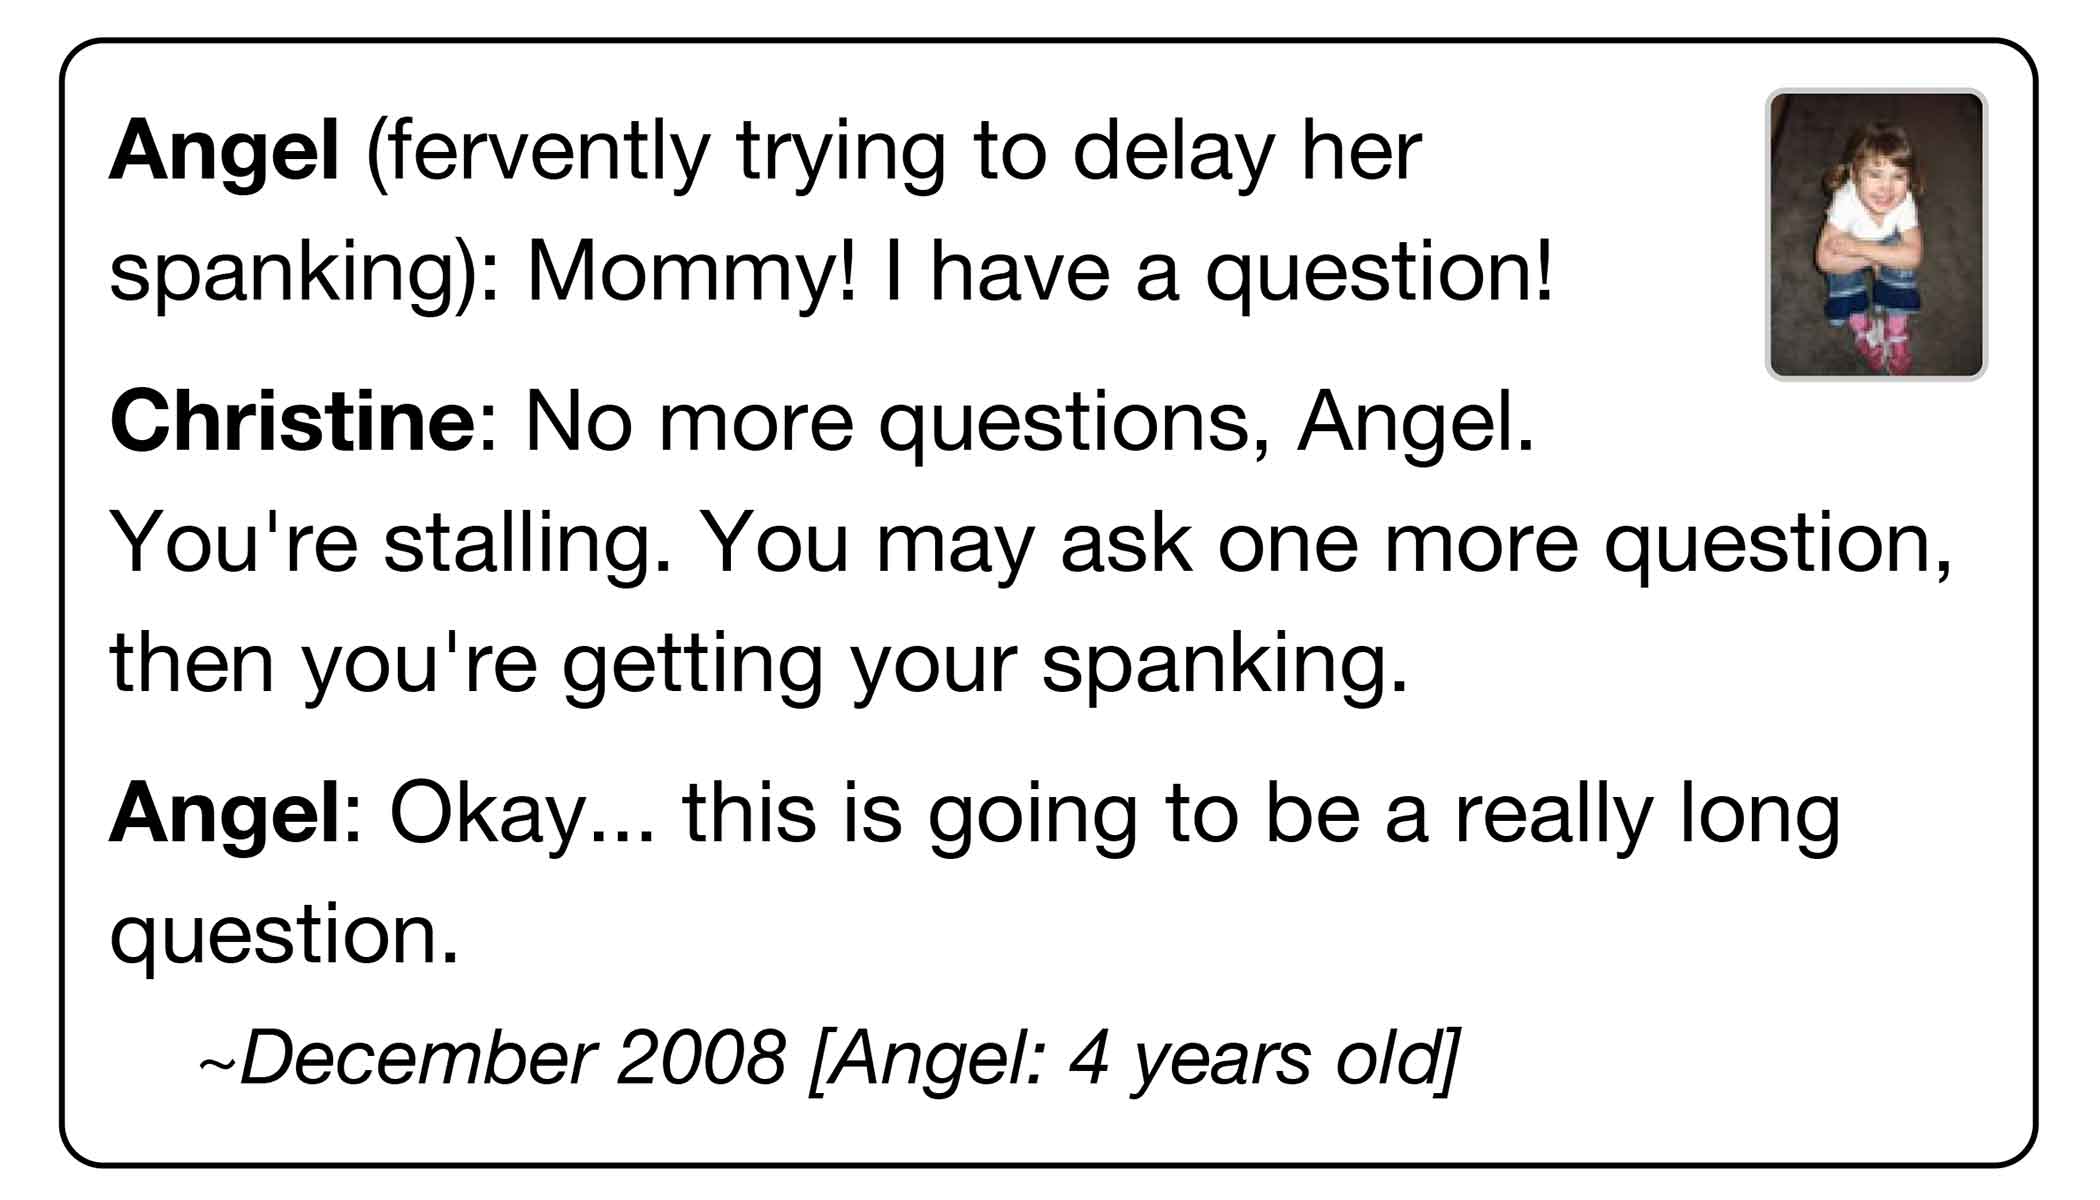 Angel (fervently trying to delay her
spanking): Mommy! I have a question!
Christine: No more questions, Angel.
You're stalling. You may ask one more question,
then you're getting your spanking.
Angel: Okay... this is going to be a really long
question.
~December 2008 [Angel: 4 years old]